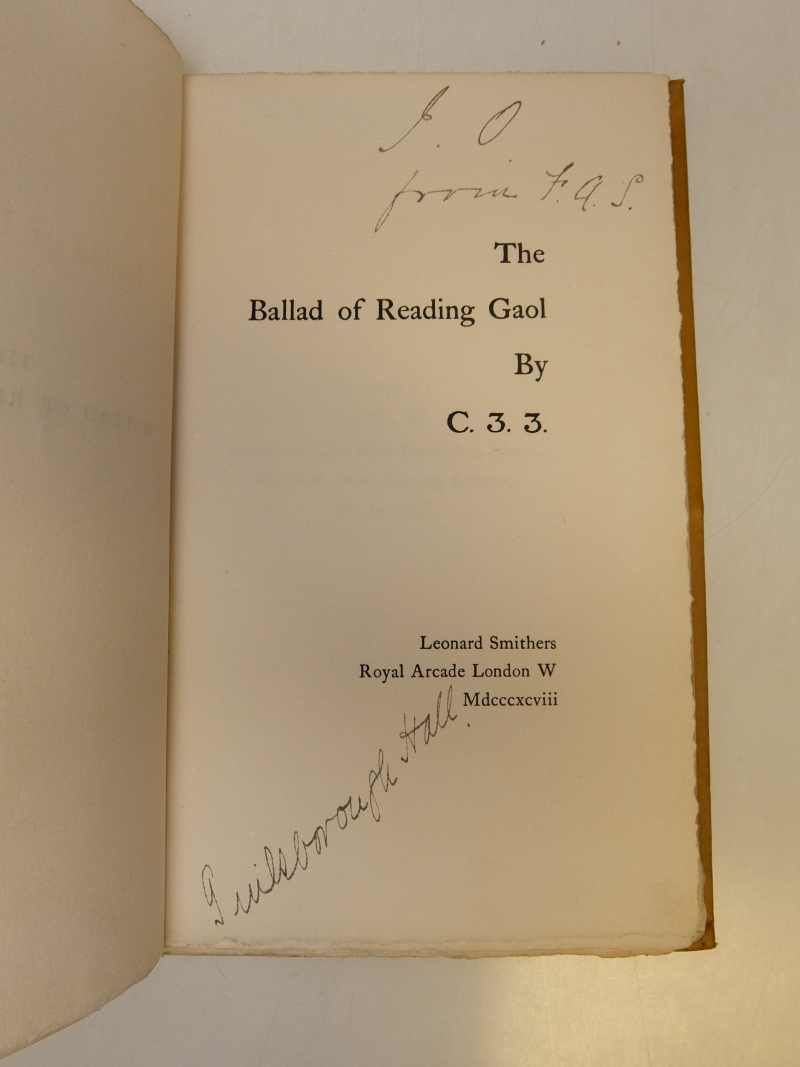 J. O
from F. A. S.
The
Ballad of Reading Gaol
By
C. 3. 3.
Leonard Smithers
Royal Arcade London W
Mdcccxcviii
Guilsborough Hall.